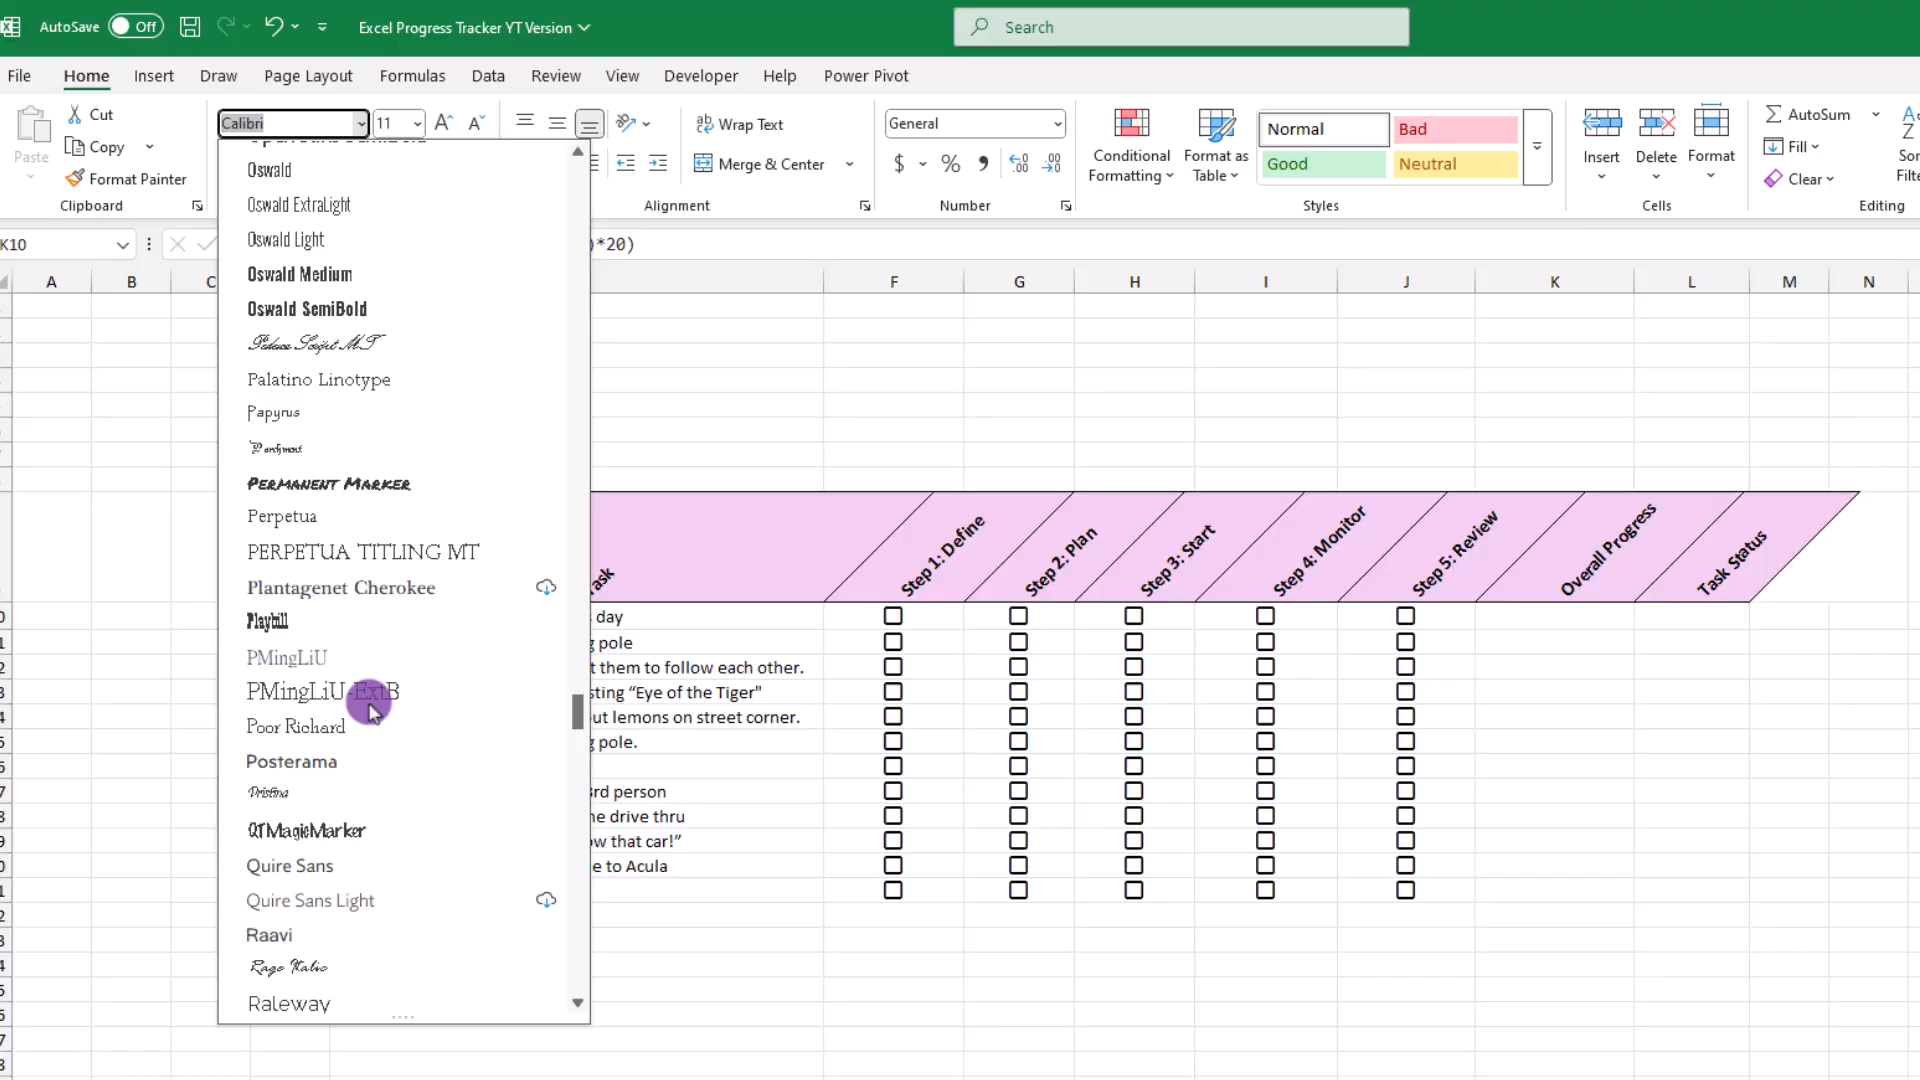 AutoSave Off Excel Progress Tracker YT Version Search
File Home Insert Draw Page Layout Formulas Data Review View Developer Help Power Pivot
Paste
Cut
Copy
Format Painter
Clipboard
Calibri 11
Wrap Text
Merge & Center
Alignment
General
$ % 9
Number
Conditional Formatting
Format as Table
Normal Bad
Good Neutral
Styles
Insert Delete Format
Cells
AutoSum
Fill
Clear
Editing
K10
*20)
A B C F G H I J K L M N
Oswald
Oswald ExtraLight
Oswald Light
Oswald Medium
Oswald SemiBold
Palace Script MT
Palatino Linotype
Papyrus
Parchment
Permanent Marker
Perpetua
PERPETUA TITLING MT
Plantagenet Cherokee
Playbill
PMingLiU
PMingLiU-ExtB
Poor Richard
Posterama
Pristina
QTMagicMarker
Quire Sans
Quire Sans Light
Raavi
Rage Italic
Raleway
Step 1: Define
Step 2: Plan
Step 3: Start
Step 4: Monitor
Step 5: Review
Overall Progress
Task Status
day
pole
t them to follow each other.
sting “Eye of the Tiger"
ut lemons on street corner.
g pole.
3rd person
he drive thru
ow that car!”
e to Acula